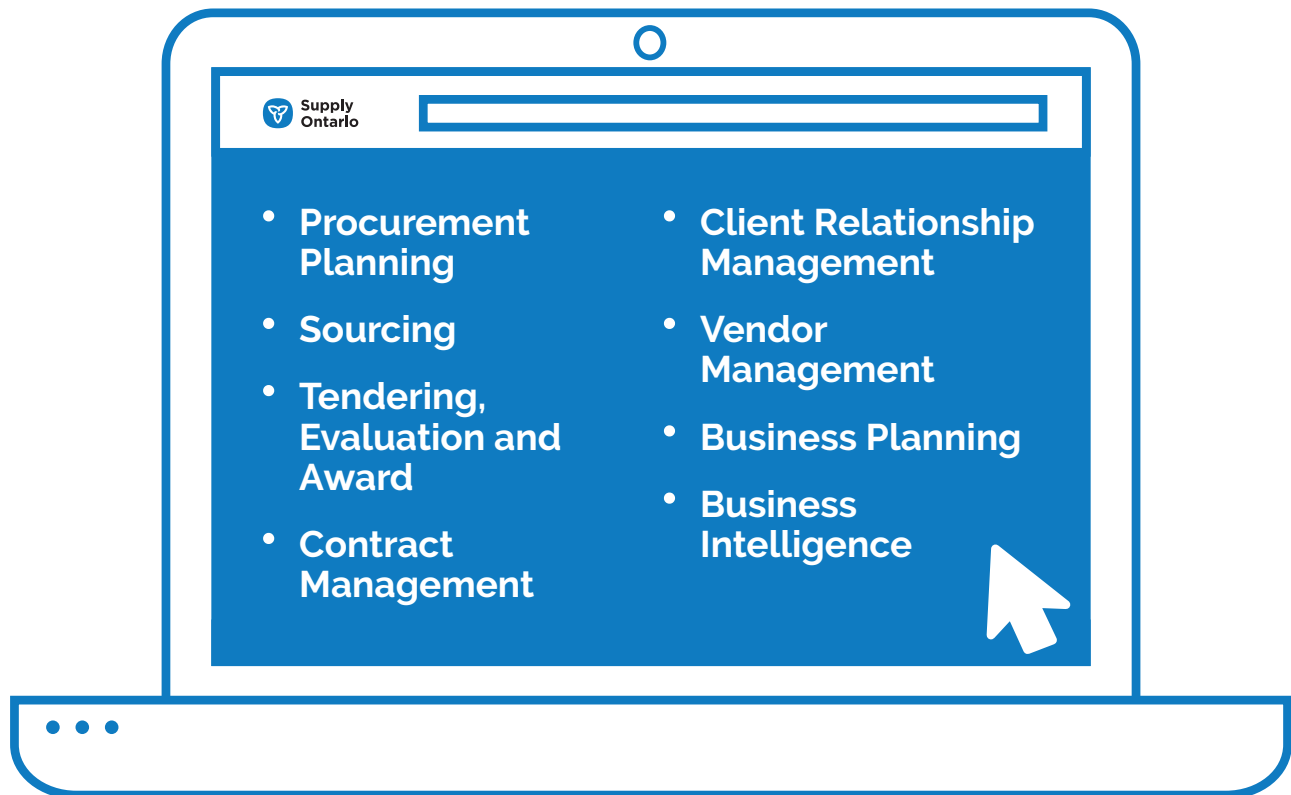 Supply
Ontario
• Procurement
Planning
• Sourcing
• Tendering,
Evaluation and
Award
• Contract
Management
• Client Relationship
Management
• Vendor
Management
• Business Planning
• Business
Intelligence